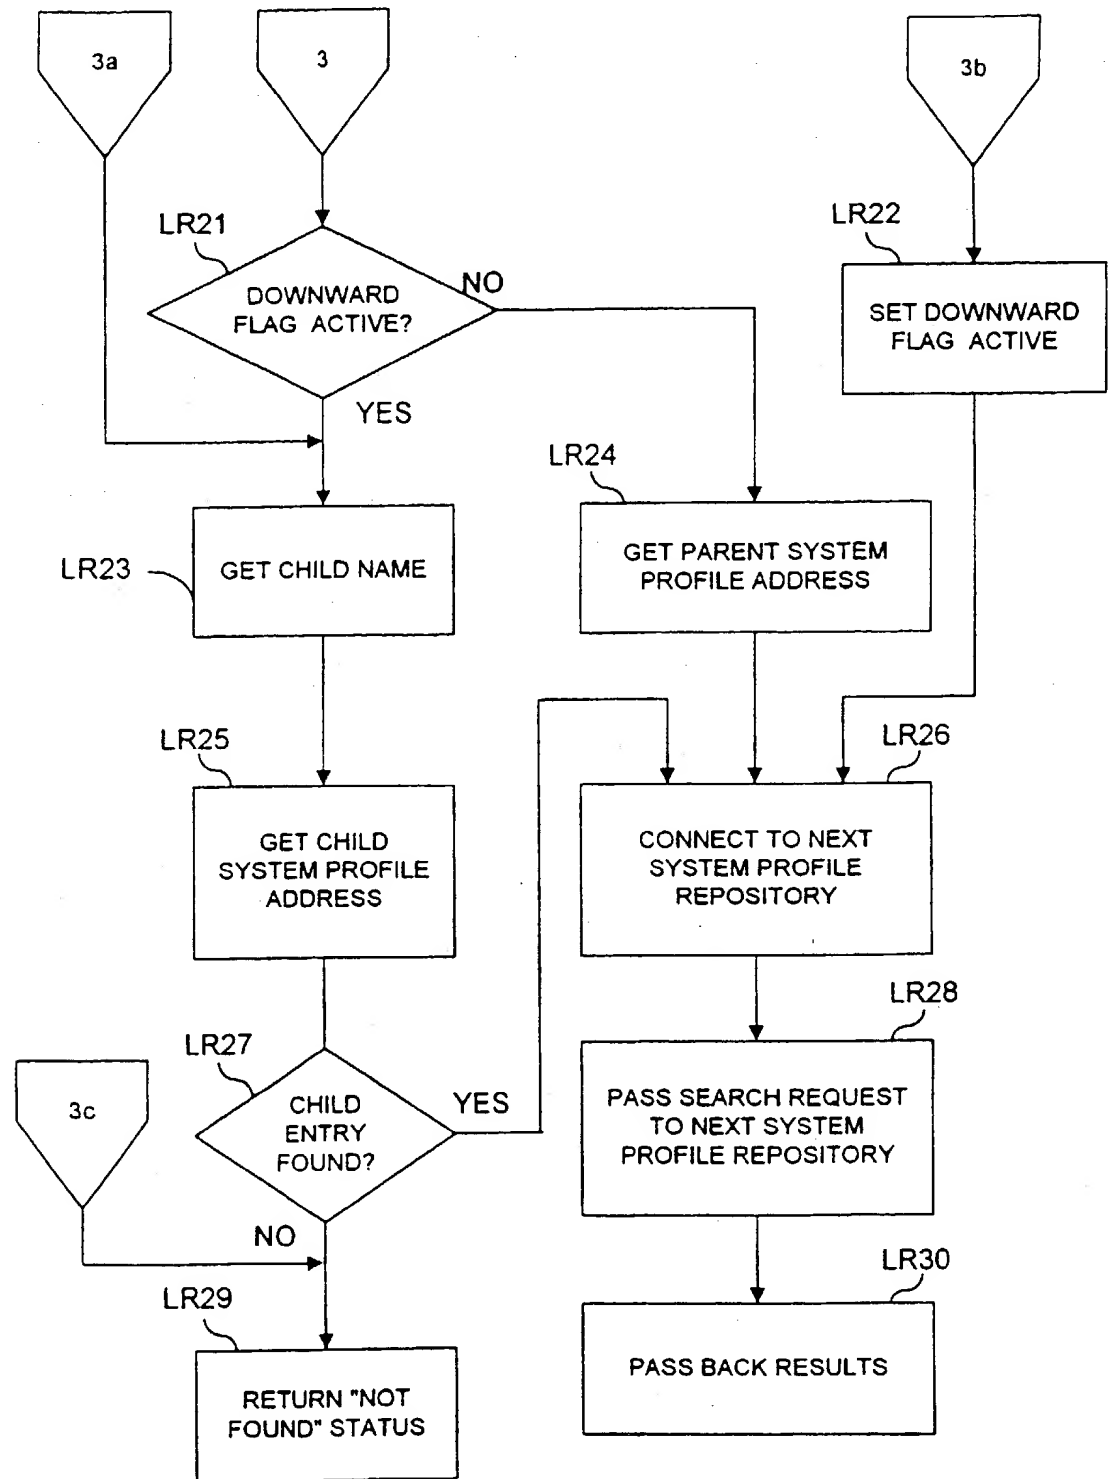 3a
3
3b
LR21
LR22
DOWNWARD
FLAG ACTIVE?
NO
SET DOWNWARD
FLAG ACTIVE
YES
LR24
LR23
GET CHILD NAME
GET PARENT SYSTEM
PROFILE ADDRESS
LR25
LR26
GET CHILD
SYSTEM PROFILE
ADDRESS
CONNECT TO NEXT
SYSTEM PROFILE
REPOSITORY
LR28
LR27
3c
CHILD
ENTRY
FOUND?
YES
PASS SEARCH REQUEST
TO NEXT SYSTEM
PROFILE REPOSITORY
NO
LR30
LR29
PASS BACK RESULTS
RETURN "NOT
FOUND" STATUS